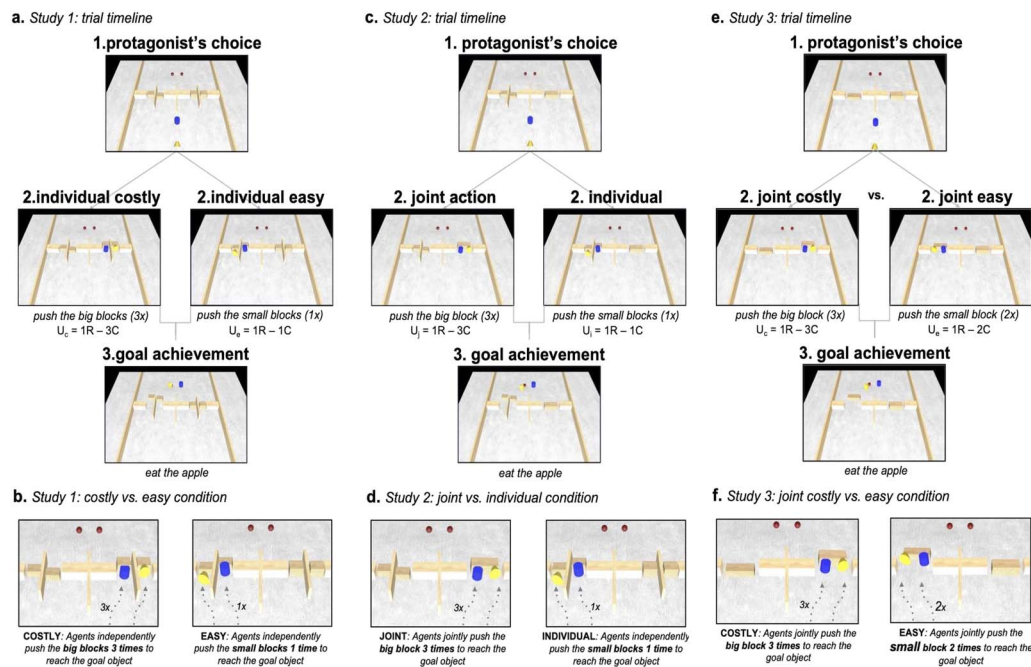 a. Study 1: trial timeline
1.protagonist's choice
2.individual costly
2.individual easy
push the big blocks (3x)
U_c = 1R – 3C
push the small blocks (1x)
U_e = 1R – 1C
3.goal achievement
eat the apple
b. Study 1: costly vs. easy condition
3x
1x
COSTLY: Agents independently
push the big blocks 3 times to
reach the goal object
EASY: Agents independently
push the small blocks 1 time to
reach the goal object
c. Study 2: trial timeline
1. protagonist's choice
2. joint action
2. individual
push the big block (3x)
U_j = 1R – 3C
push the small blocks (1x)
U_i = 1R – 1C
3. goal achievement
eat the apple
d. Study 2: joint vs. individual condition
3x
1x
JOINT: Agents jointly push the
big block 3 times to reach the
goal object
INDIVIDUAL: Agents independently
push the small blocks 1 time to
reach the goal object
e. Study 3: trial timeline
1. protagonist's choice
2. joint costly
vs.
2. joint easy
push the big block (3x)
U_c = 1R – 3C
push the small block (2x)
U_e = 1R – 2C
3. goal achievement
eat the apple
f. Study 3: joint costly vs. easy condition
3x
2x
COSTLY: Agents jointly push the
big block 3 times to reach the
goal object
EASY: Agents jointly push the
small block 2 times to reach the
goal object